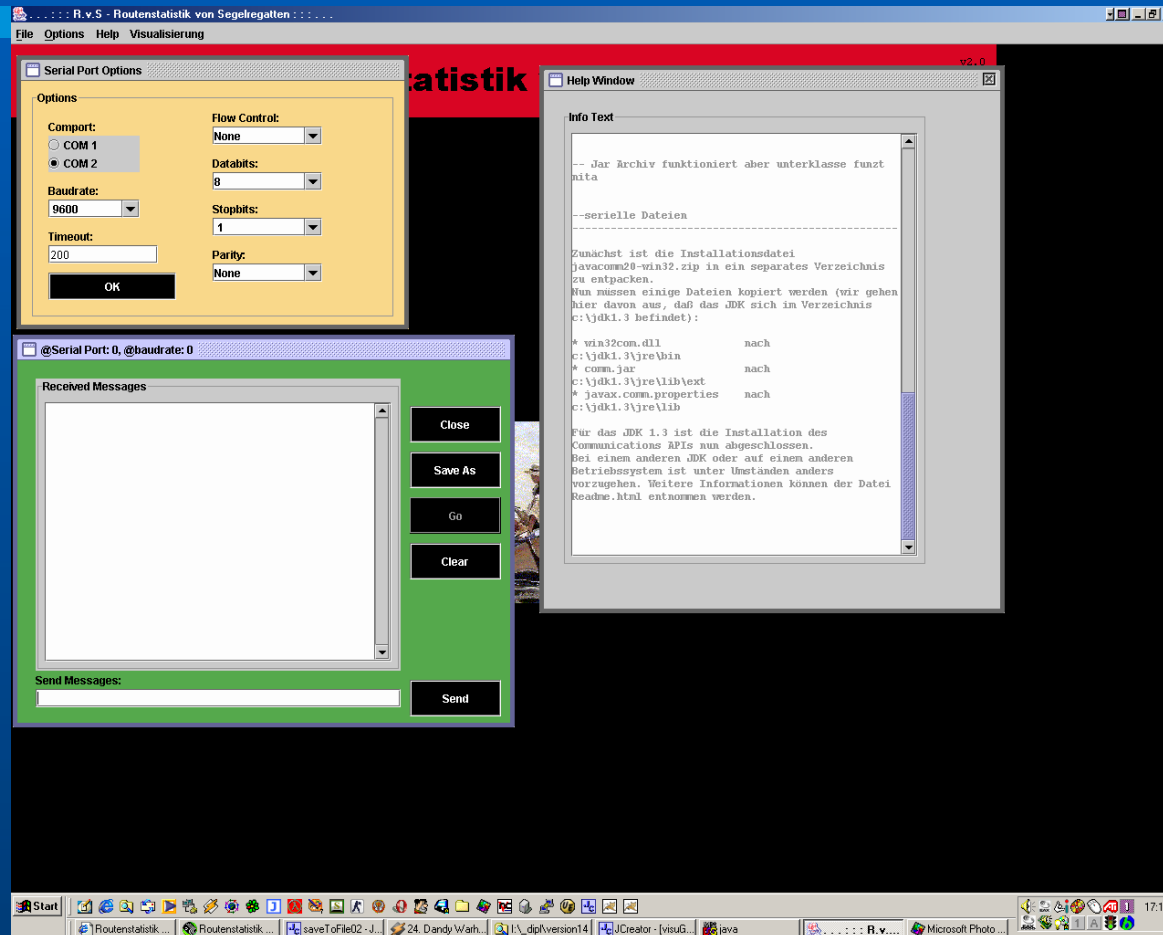 . . . : : : R.v.S - Routenstatistik von Segelregatten : : : . . .
File Options Help Visualisierung
v2.0
atistik
Serial Port Options
Options
Comport:
COM 1
COM 2
Baudrate:
9600
Timeout:
200
OK
Flow Control:
None
Databits:
8
Stopbits:
1
Parity:
None
@Serial Port: 0, @baudrate: 0
Received Messages
Close
Save As
Go
Clear
Send Messages:
Send
Help Window
Info Text
-- Jar Archiv funktioniert aber unterklasse funzt
nita
--serielle Dateien
--------------------------------------------------
Zunächst ist die Installationsdatei
javacomm20-win32.zip in ein separates Verzeichnis
zu entpacken.
Nun müssen einige Dateien kopiert werden (wir gehen
hier davon aus, daß das JDK sich im Verzeichnis
c:\jdk1.3 befindet):
* win32com.dll nach
c:\jdk1.3\jre\bin
* comm.jar nach
c:\jdk1.3\jre\lib\ext
* javax.comm.properties nach
c:\jdk1.3\jre\lib
Für das JDK 1.3 ist die Installation des
Communications APIs nun abgeschlossen.
Bei einem anderen JDK oder auf einem anderen
Betriebssystem ist unter Umständen anders
vorzugehen. Weitere Informationen können der Datei
Readme.html entnommen werden.
Start
17:1
Routenstatistik ... Routenstatistik ... saveToFile02 - J... 24. Dandy Warh... I:\_dipl\version14 JCreator - [visuG... java . . . : : : R.v.... Microsoft Photo ...